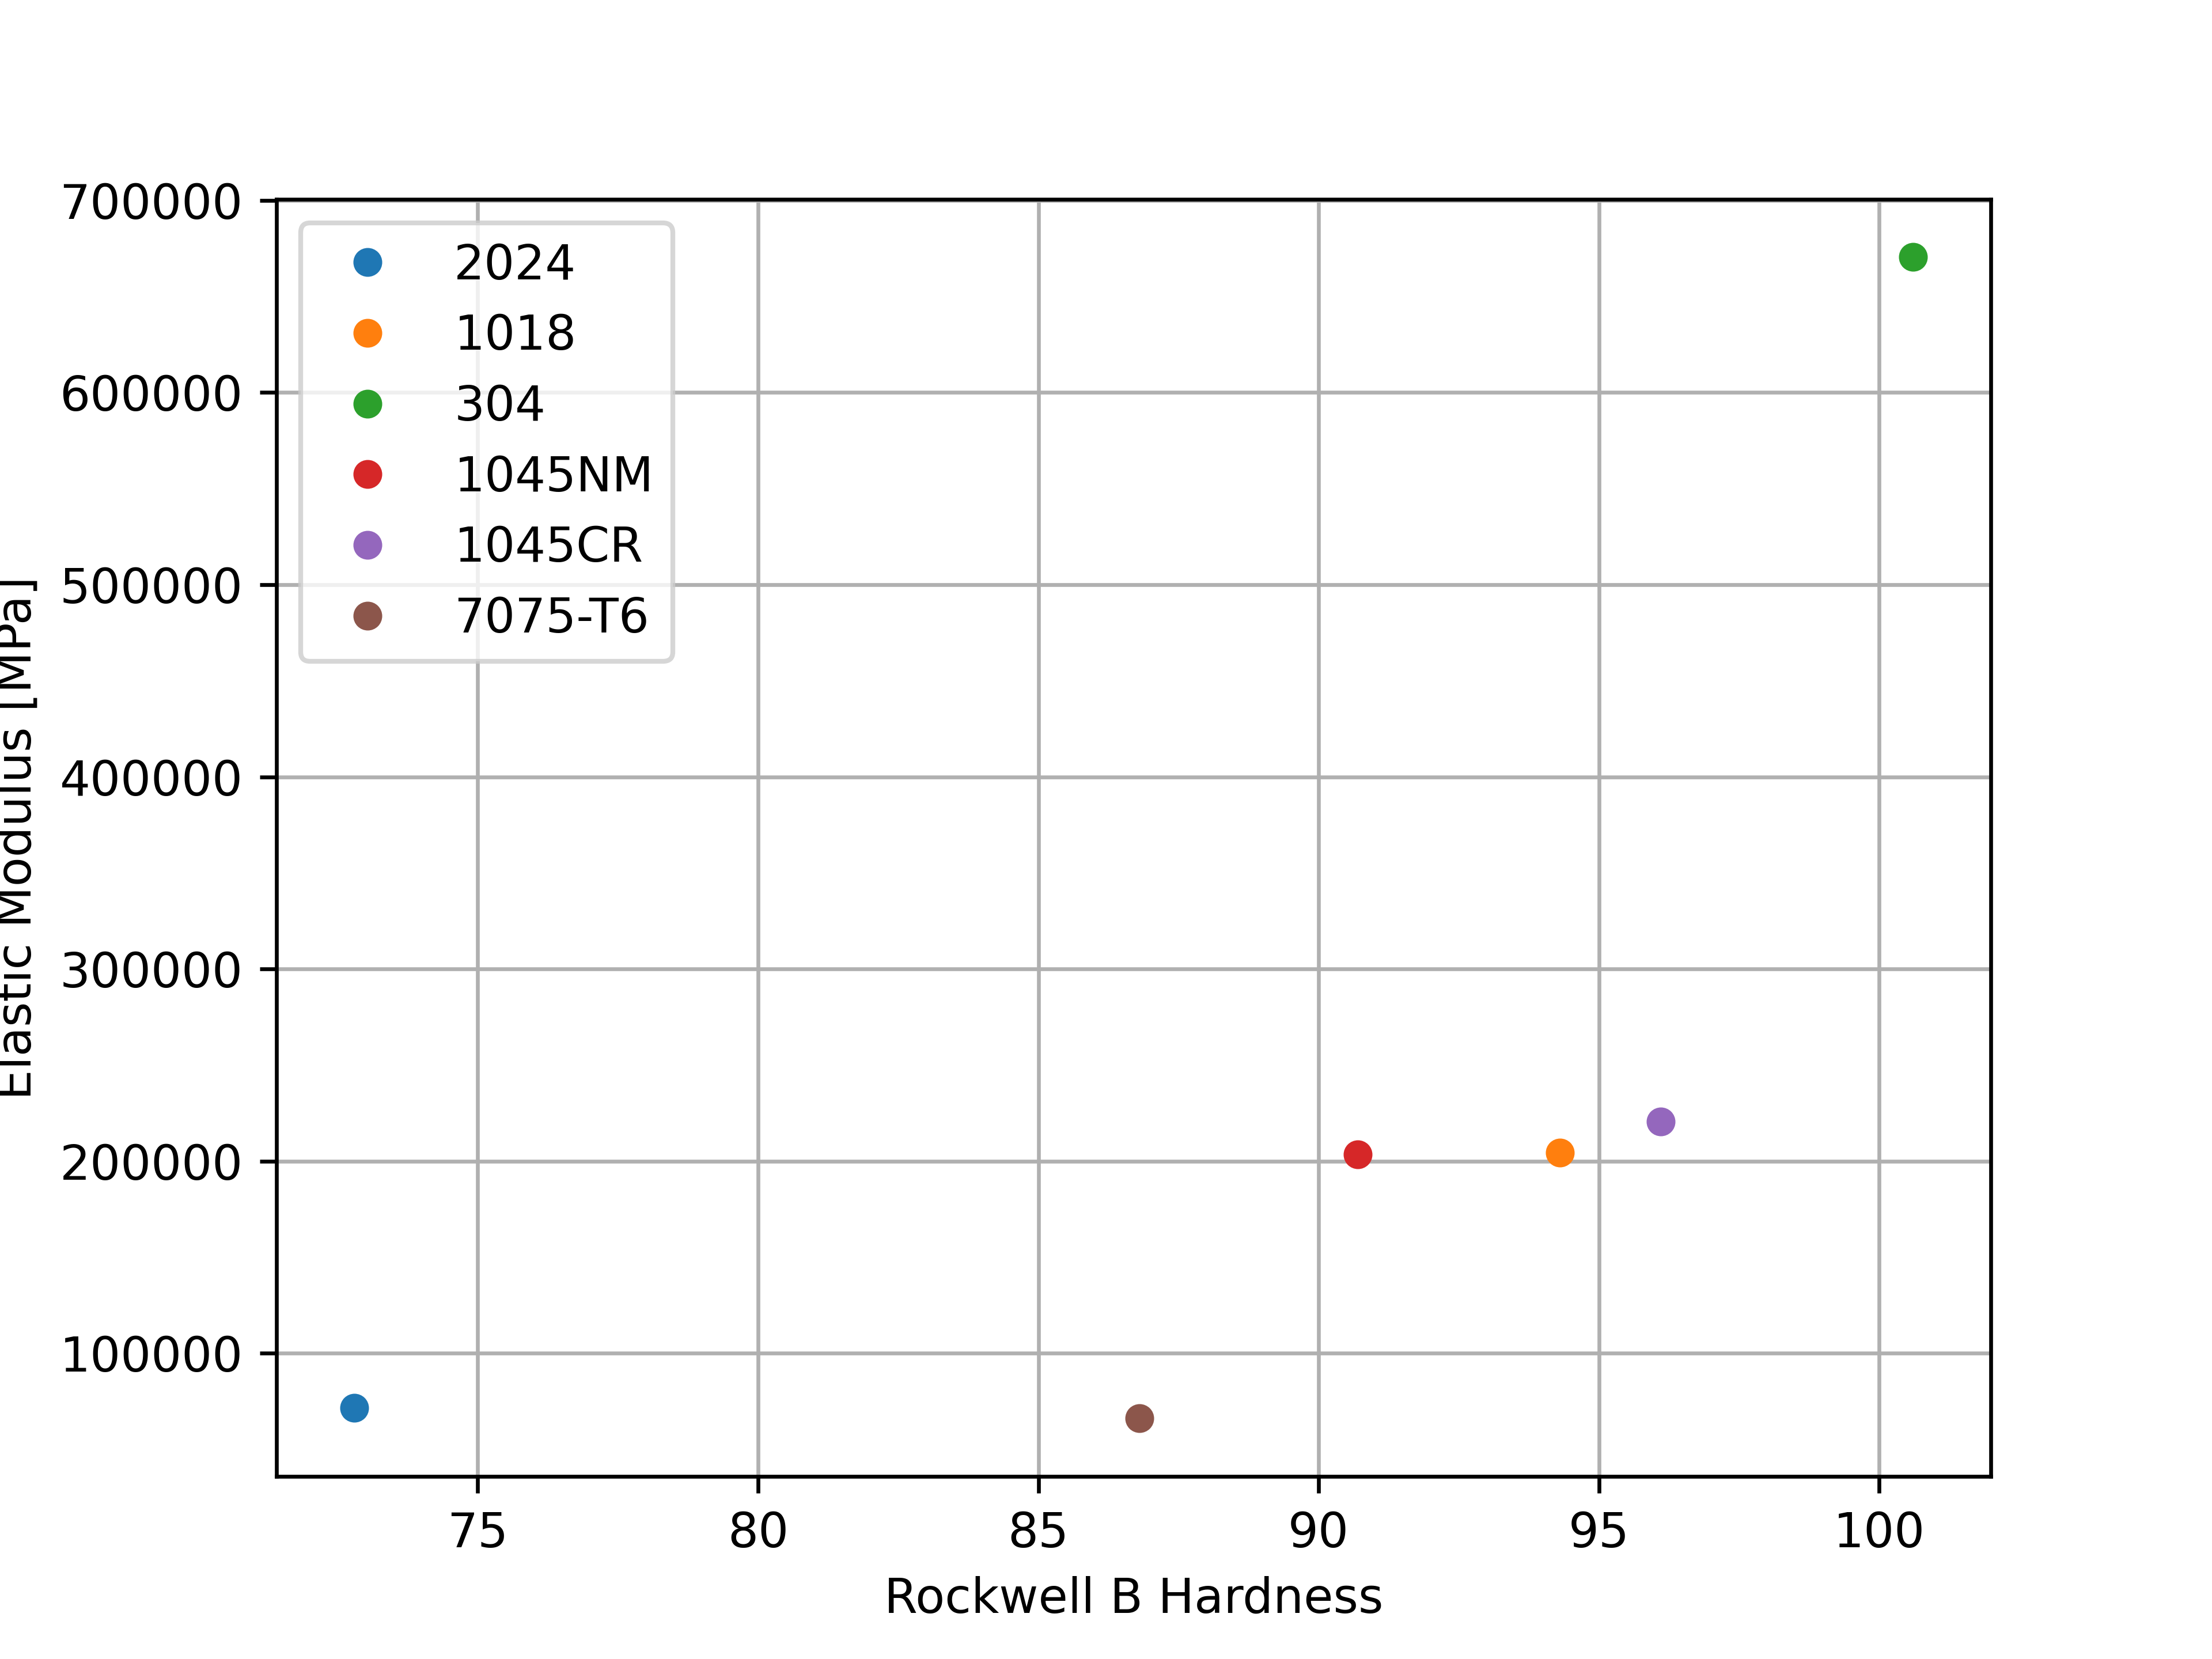 700000
600000
500000
400000
300000
200000
100000
Elastic Modulus [MPa]
2024
1018
304
1045NM
1045CR
7075-T6
75 80 85 90 95 100
Rockwell B Hardness